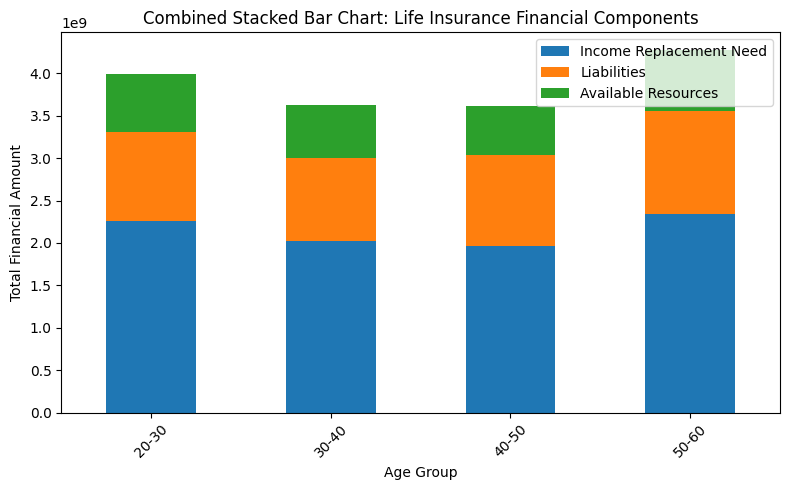 Combined Stacked Bar Chart: Life Insurance Financial Components
1e9
Income Replacement Need
Liabilities
Available Resources
Total Financial Amount
4.0
3.5
3.0
2.5
2.0
1.5
1.0
0.5
0.0
20-30
30-40
40-50
50-60
Age Group